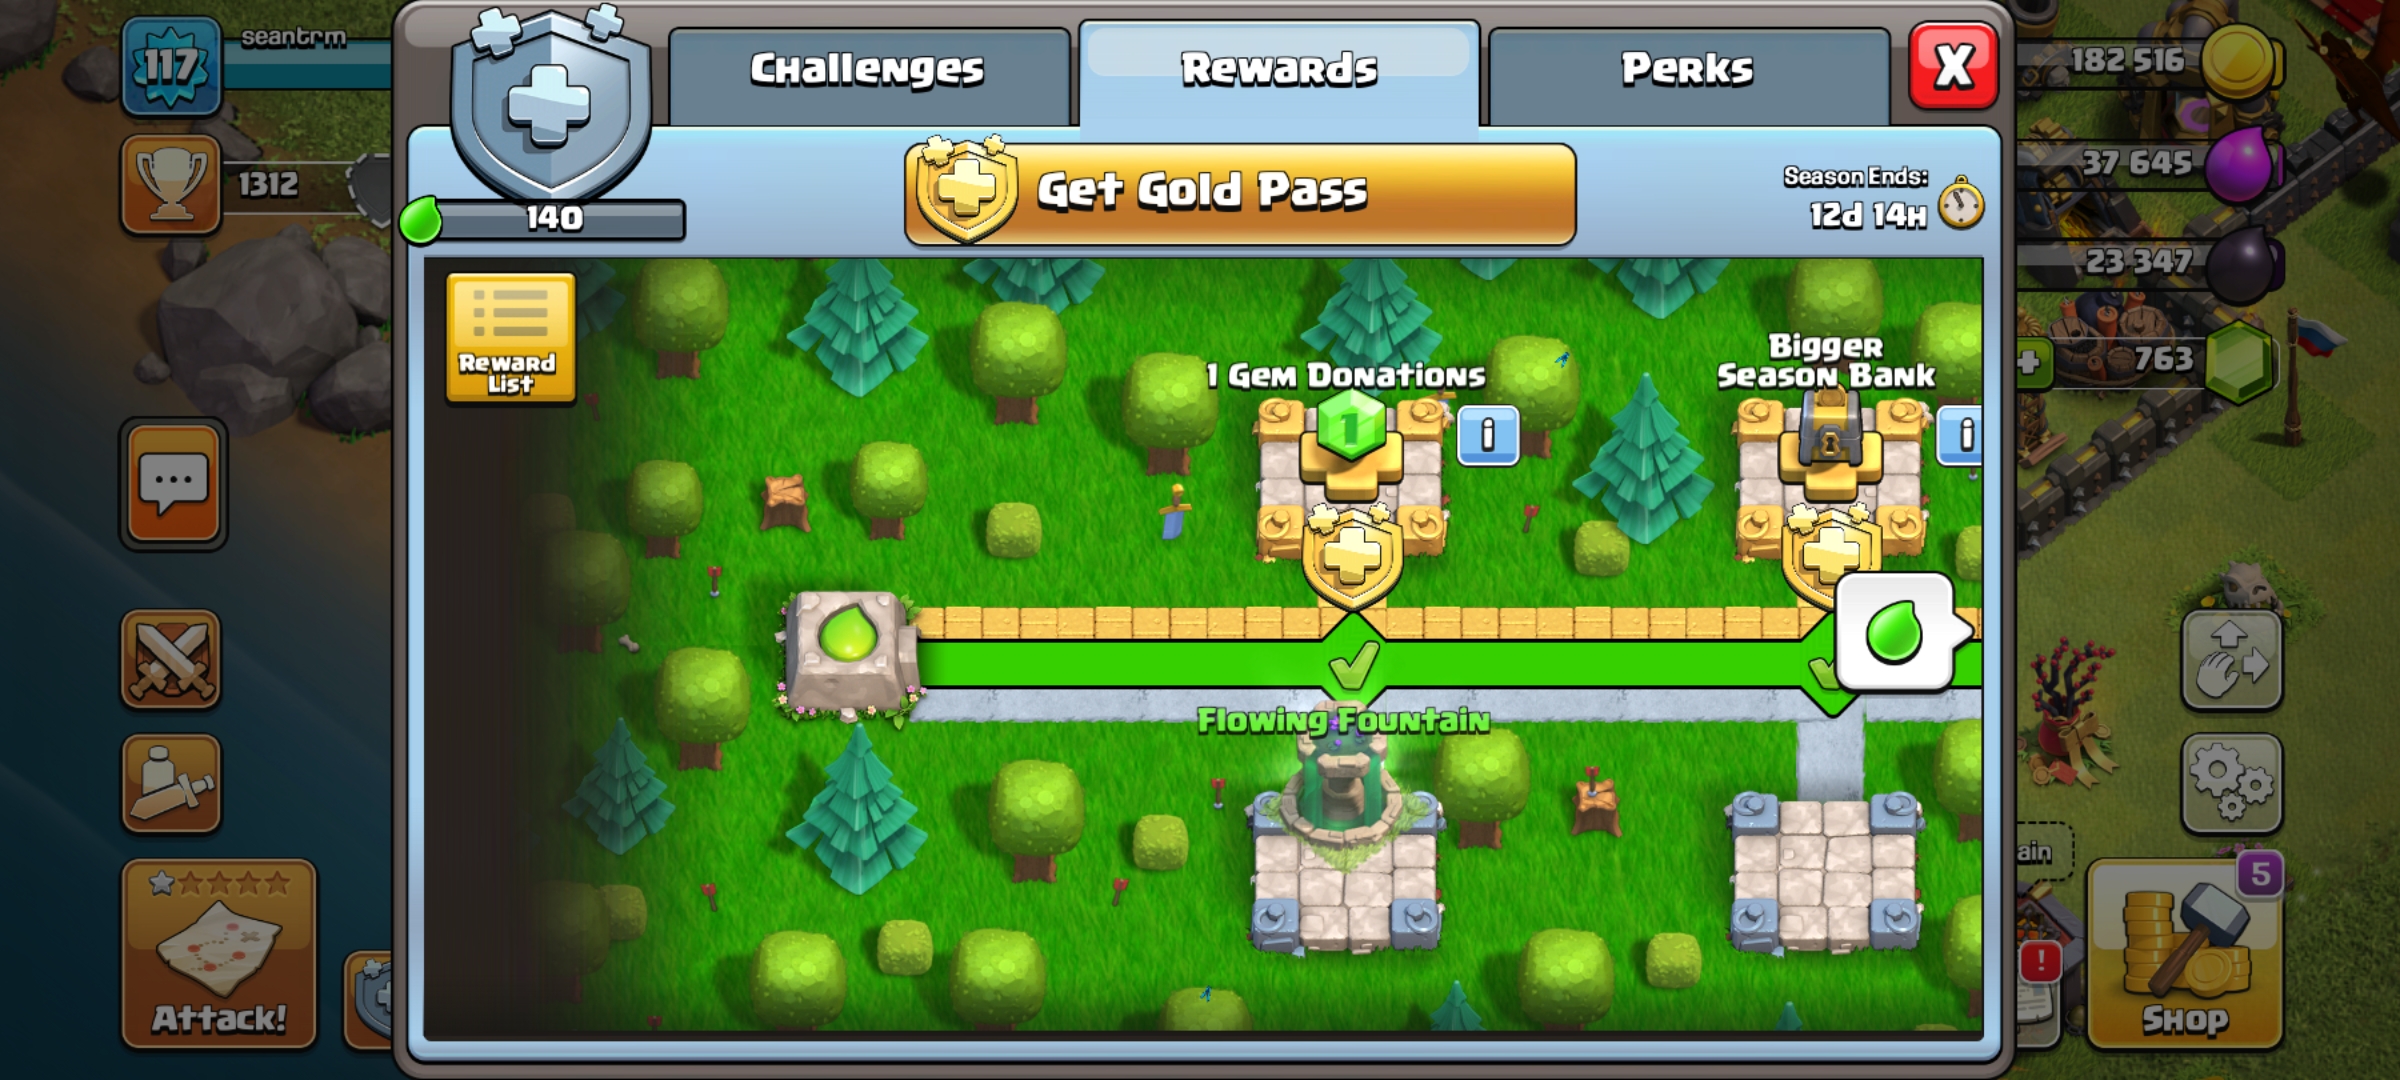 117
seantrm
1312
Challenges
Rewards
Perks
X
182 516
37 645
23 347
763
140
Get Gold Pass
Season Ends:
12d 14h
Reward
List
1 Gem Donations
1
Bigger
Season Bank
i
i
Flowing Fountain
Attack!
ain
5
!
Shop